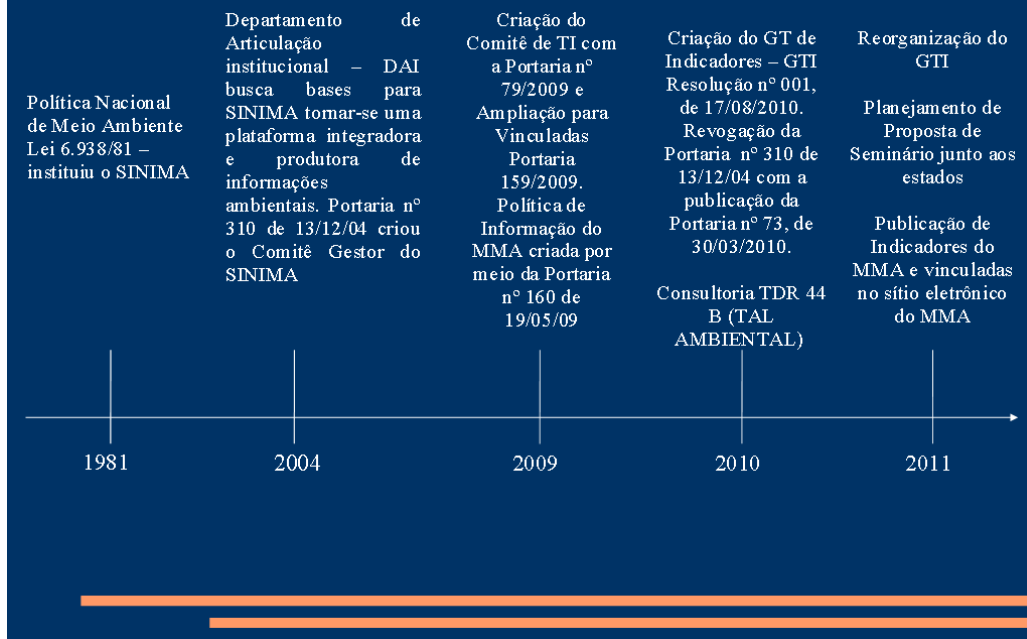 Política Nacional
de Meio Ambiente
Lei 6.938/81 –
instituiu o SINIMA
Departamento de
Articulação
institucional – DAI
busca bases para
SINIMA tornar-se uma
plataforma integradora
e produtora de
informações
ambientais. Portaria nº
310 de 13/12/04 criou
o Comitê Gestor do
SINIMA
Criação do
Comitê de TI com
a Portaria nº
79/2009 e
Ampliação para
Vinculadas
Portaria
159/2009.
Política de
Informação do
MMA criada por
meio da Portaria
nº 160 de
19/05/09
Criação do GT de
Indicadores – GTI
Resolução nº 001,
de 17/08/2010.
Revogação da
Portaria nº 310 de
13/12/04 com a
publicação da
Portaria nº 73, de
30/03/2010.
Consultoria TDR 44
B (TAL
AMBIENTAL)
Reorganização do
GTI
Planejamento de
Proposta de
Seminário junto aos
estados
Publicação de
Indicadores do
MMA e vinculadas
no sítio eletrônico
do MMA
1981
2004
2009
2010
2011